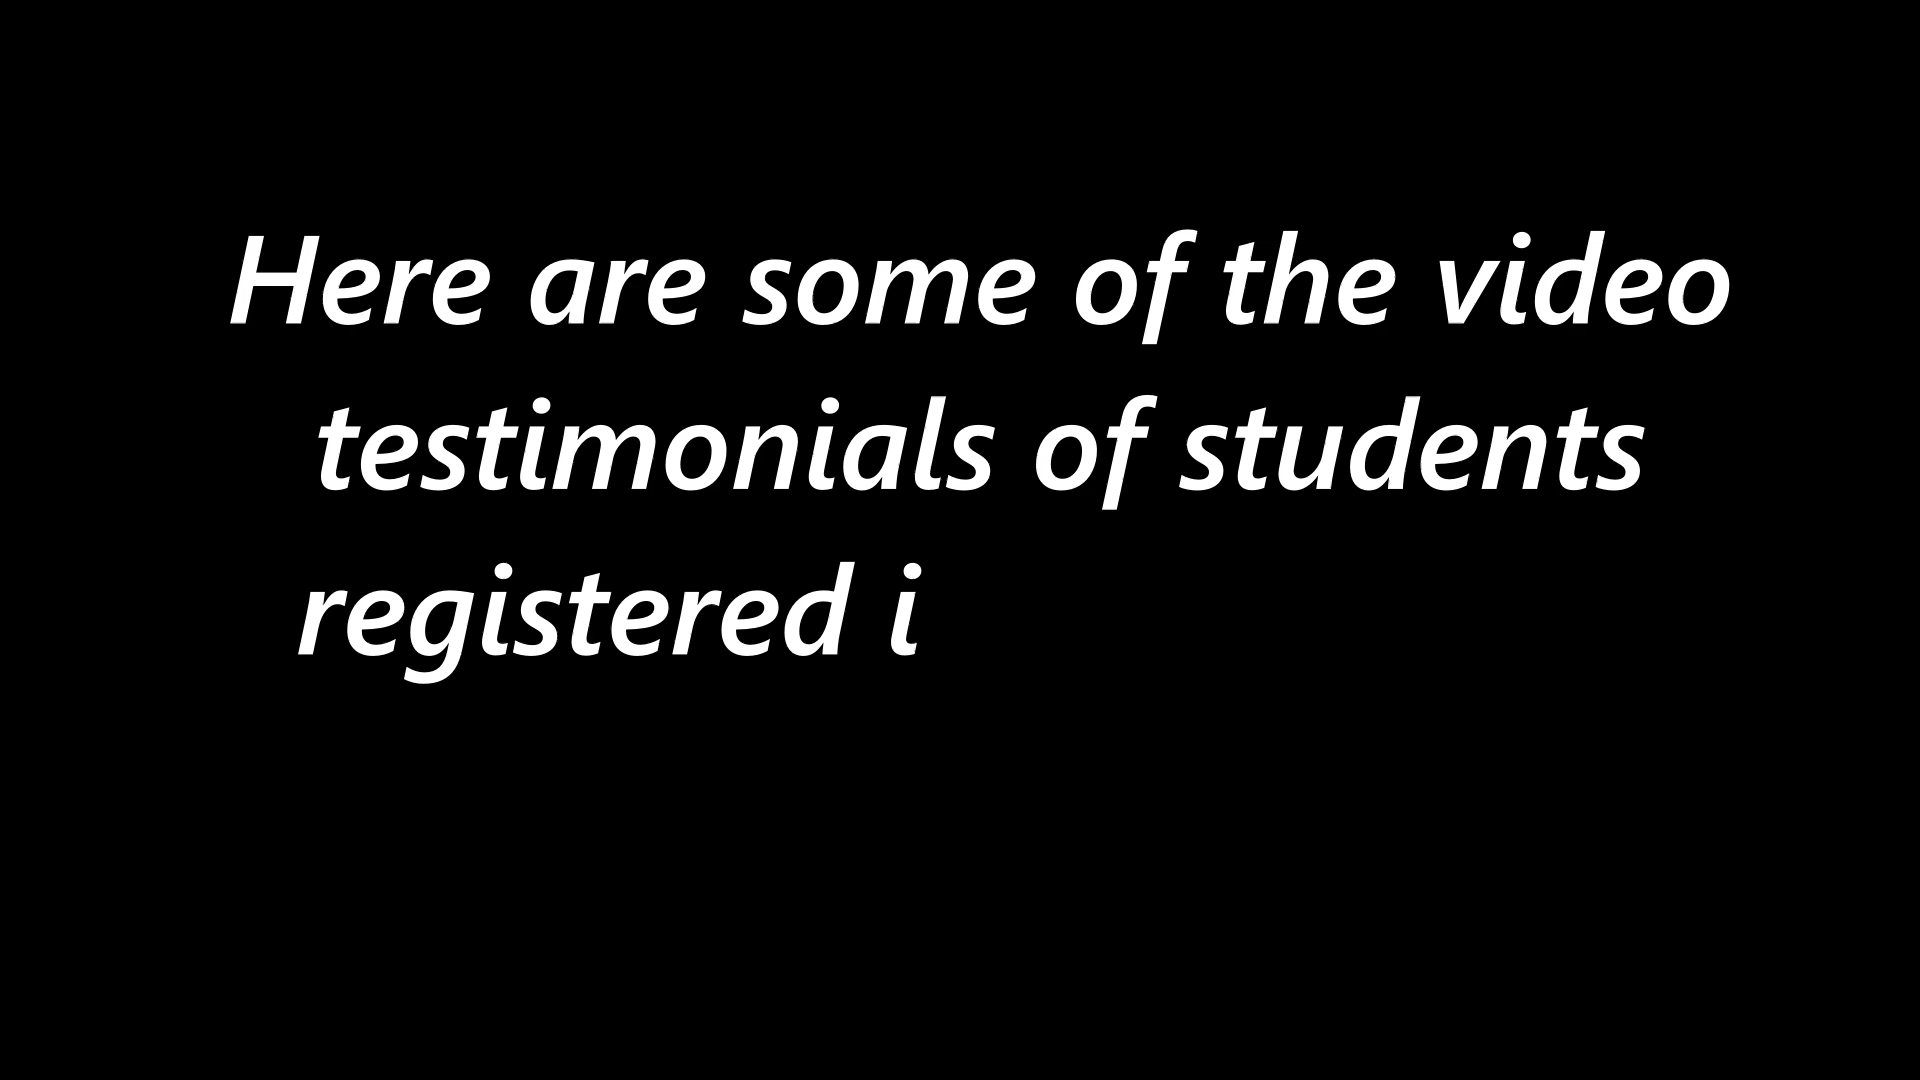 Here are some of the video
testimonials of students
registered i